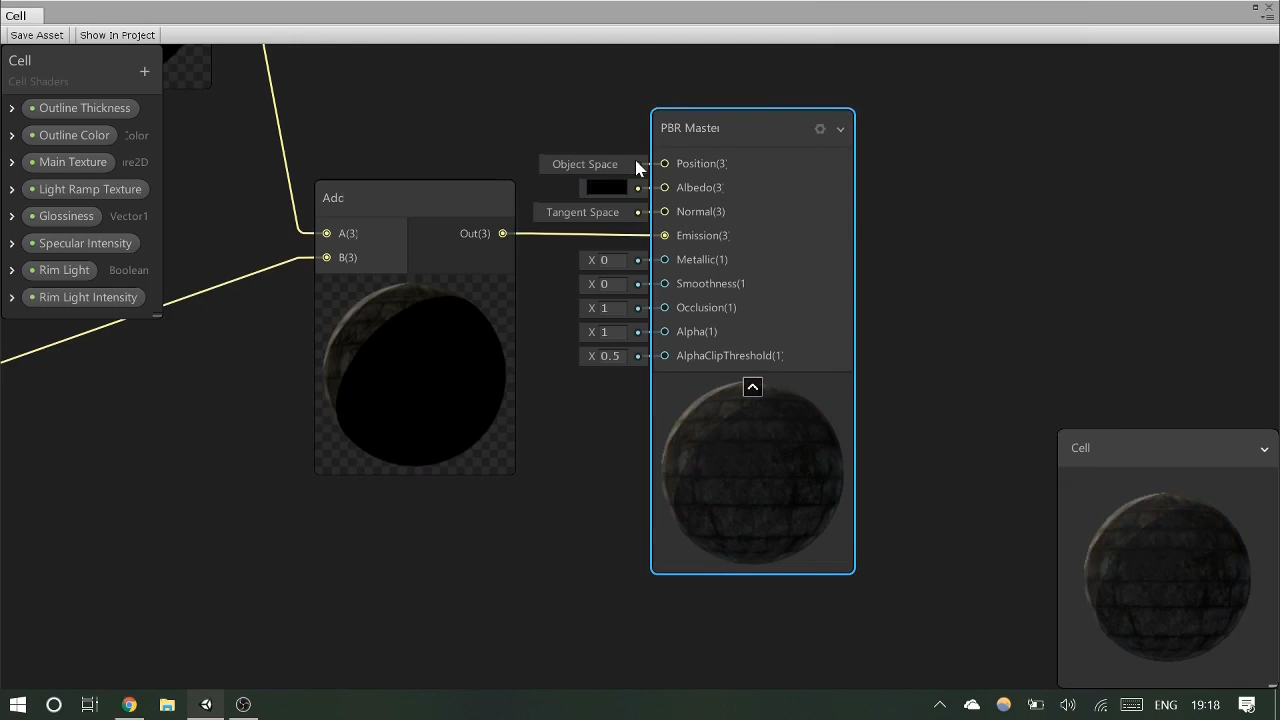 Cell
Save Asset
Show In Project
Cell
Cell Shaders
Outline Thickness
Outline Color
Color
Main Texture
ure2D
Light Ramp Texture
Glossiness
Vector1
Specular Intensity
Rim Light
Boolean
Rim Light Intensity
Add
A(3)
Out(3)
B(3)
PBR Master
Object Space
Position(3)
Albedo(3)
Tangent Space
Normal(3)
Emission(3)
X 0
Metallic(1)
X 0
Smoothness(1
X 1
Occlusion(1)
X 1
Alpha(1)
X 0.5
AlphaClipThreshold(1)
Cell
ENG
19:18